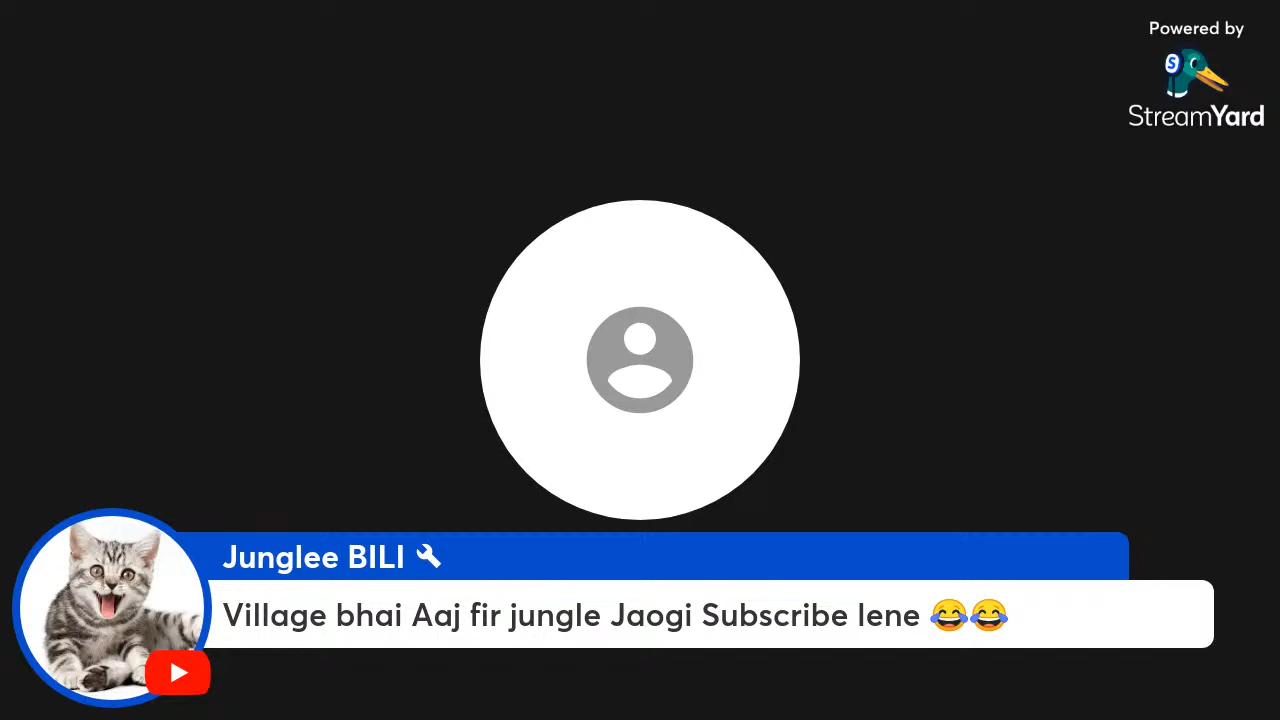 Powered by
S
StreamYard
Junglee BILI 🔧
Village bhai Aaj fir jungle Jaogi Subscribe lene 😂😂